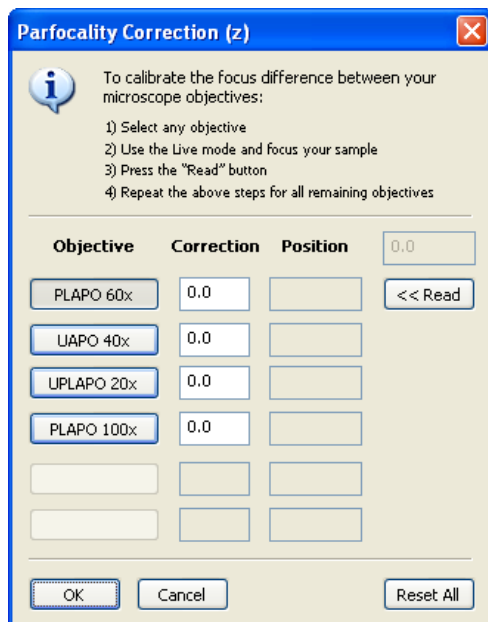 Parfocality Correction (z)
To calibrate the focus difference between your
microscope objectives:
1) Select any objective
2) Use the Live mode and focus your sample
3) Press the "Read" button
4) Repeat the above steps for all remaining objectives
Objective Correction Position 0.0
PLAPO 60x 0.0 << Read
UAPO 40x 0.0
UPLAPO 20x 0.0
PLAPO 100x 0.0
OK Cancel Reset All